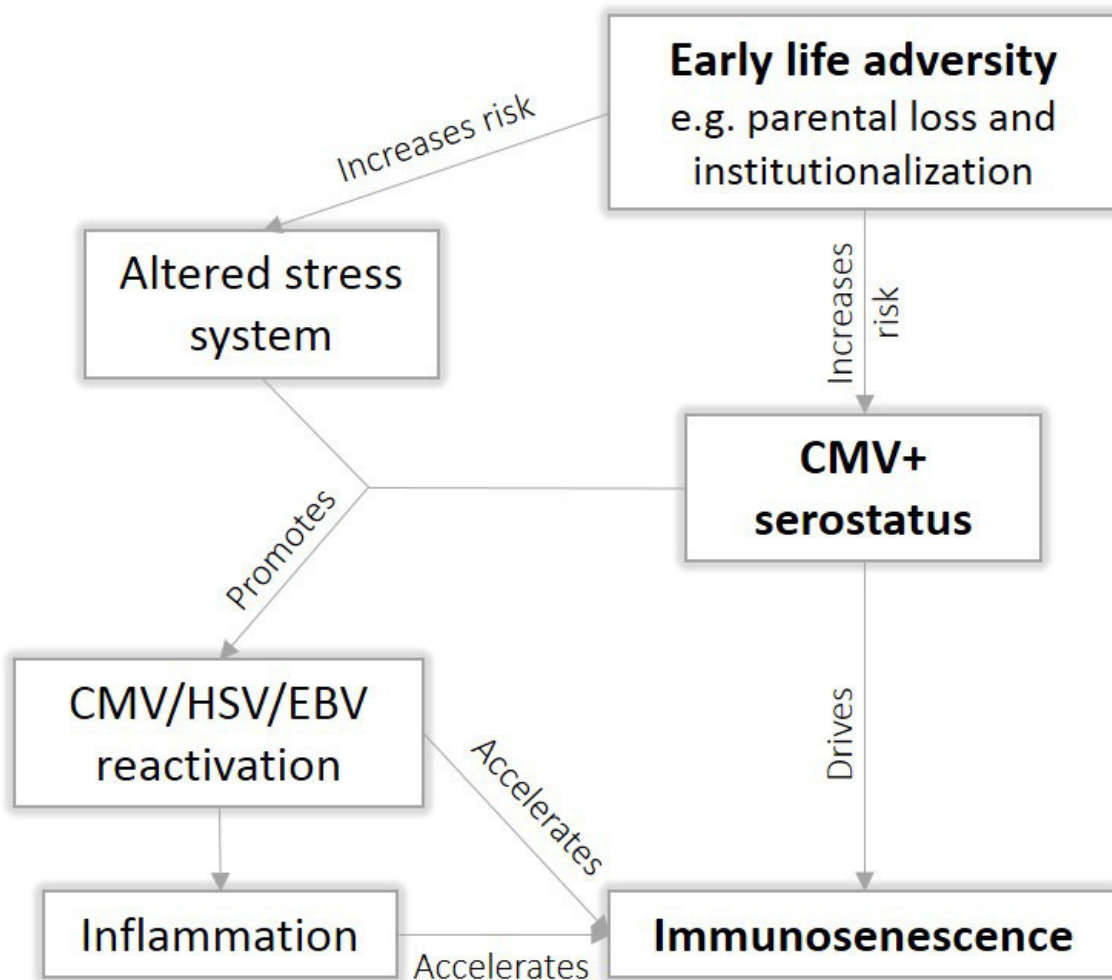 Early life adversity
e.g. parental loss and
institutionalization
Increases risk
Altered stress
system
Increases
risk
CMV+
serostatus
Promotes
CMV/HSV/EBV
reactivation
Accelerates
Drives
Inflammation
Accelerates
Immunosenescence